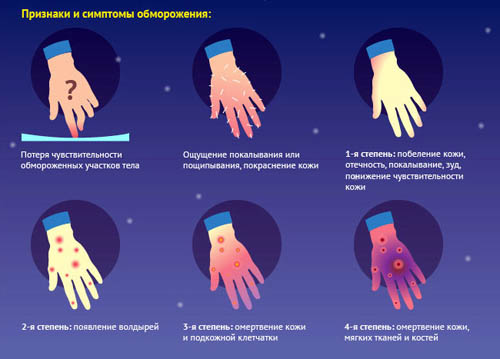 Признаки и симптомы обморожения:
?
Потеря чувствительности
обмороженных участков тела
Ощущение покалывания или
пощипывания, покраснение кожи
1-я степень: побеление кожи,
отечность, покалывание, зуд,
понижение чувствительности
кожи
2-я степень: появление волдырей
3-я степень: омертвение кожи
и подкожной клетчатки
4-я степень: омертвение кожи,
мягких тканей и костей